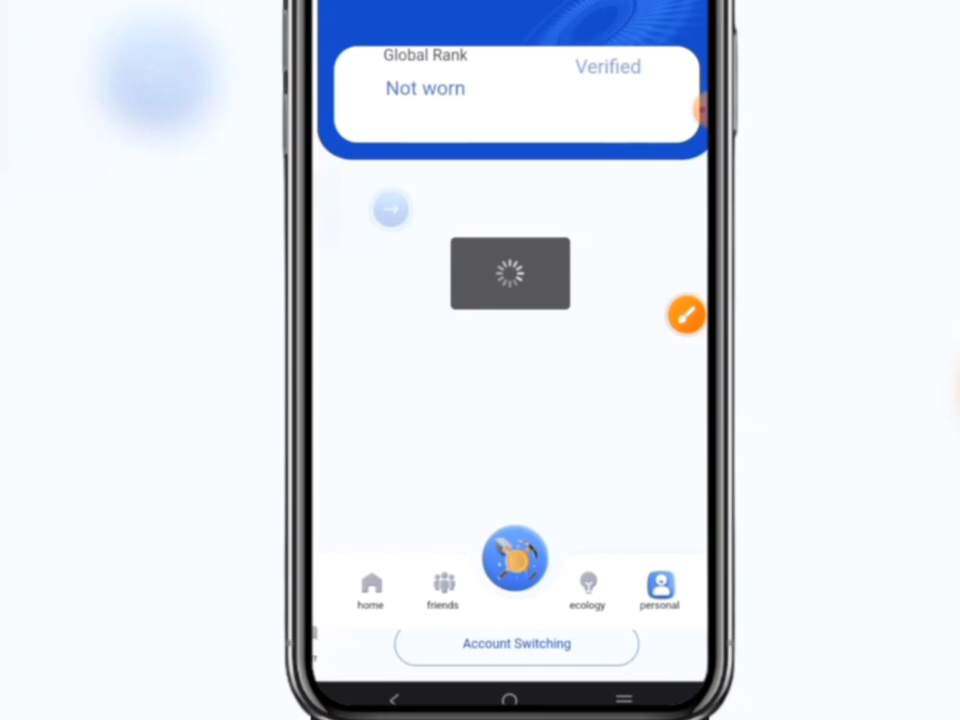 Global Rank
Verified
Not worn
home
friends
ecology
personal
Account Switching